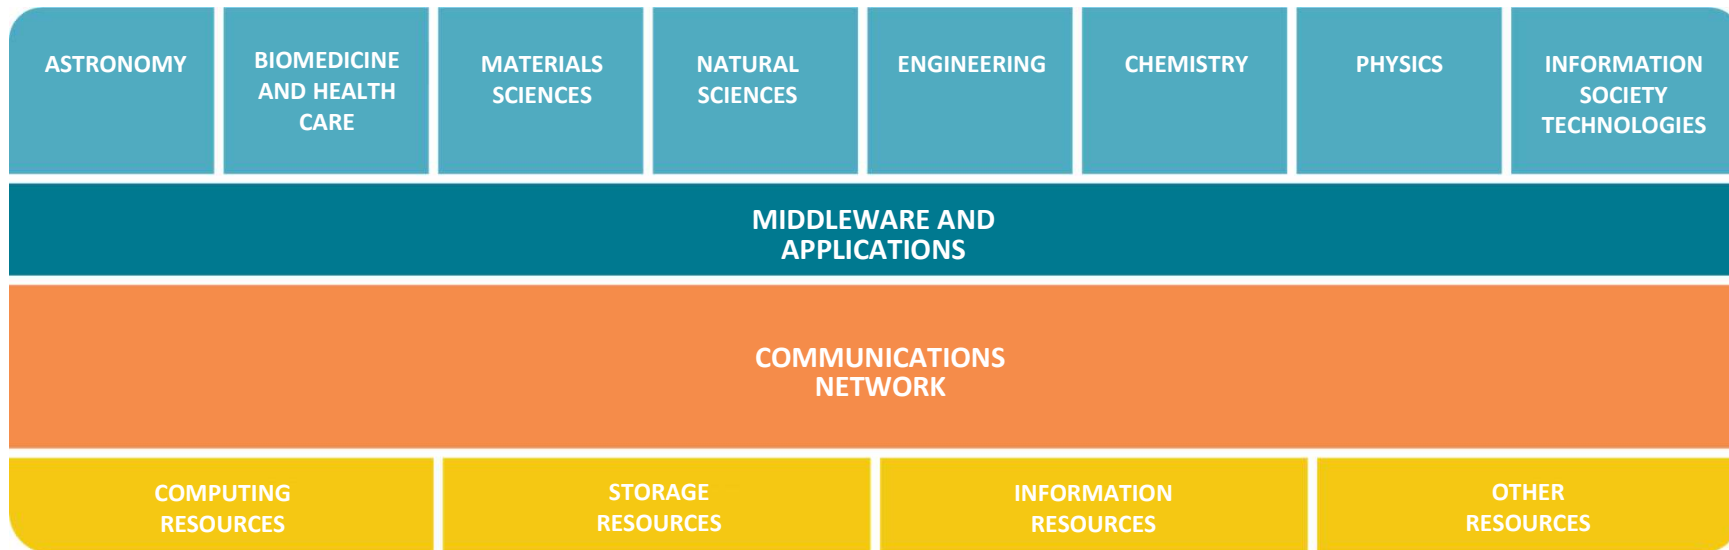 ASTRONOMY
BIOMEDICINE
AND HEALTH
CARE
MATERIALS
SCIENCES
NATURAL
SCIENCES
ENGINEERING
CHEMISTRY
PHYSICS
INFORMATION
SOCIETY
TECHNOLOGIES
MIDDLEWARE AND
APPLICATIONS
COMMUNICATIONS
NETWORK
COMPUTING
RESOURCES
STORAGE
RESOURCES
INFORMATION
RESOURCES
OTHER
RESOURCES